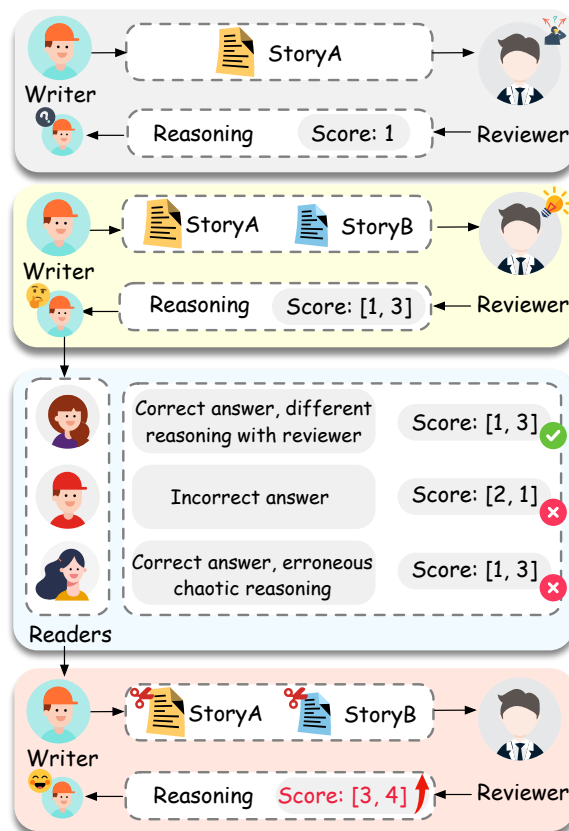 StoryA
Writer
Reasoning
Score: 1
Reviewer
StoryA
StoryB
Writer
Reasoning
Score: [1, 3]
Reviewer
Correct answer, different
reasoning with reviewer
Score: [1, 3]
Incorrect answer
Score: [2, 1]
Correct answer, erroneous
chaotic reasoning
Score: [1, 3]
Readers
StoryA
StoryB
Writer
Reasoning
Score: [3, 4]
Reviewer